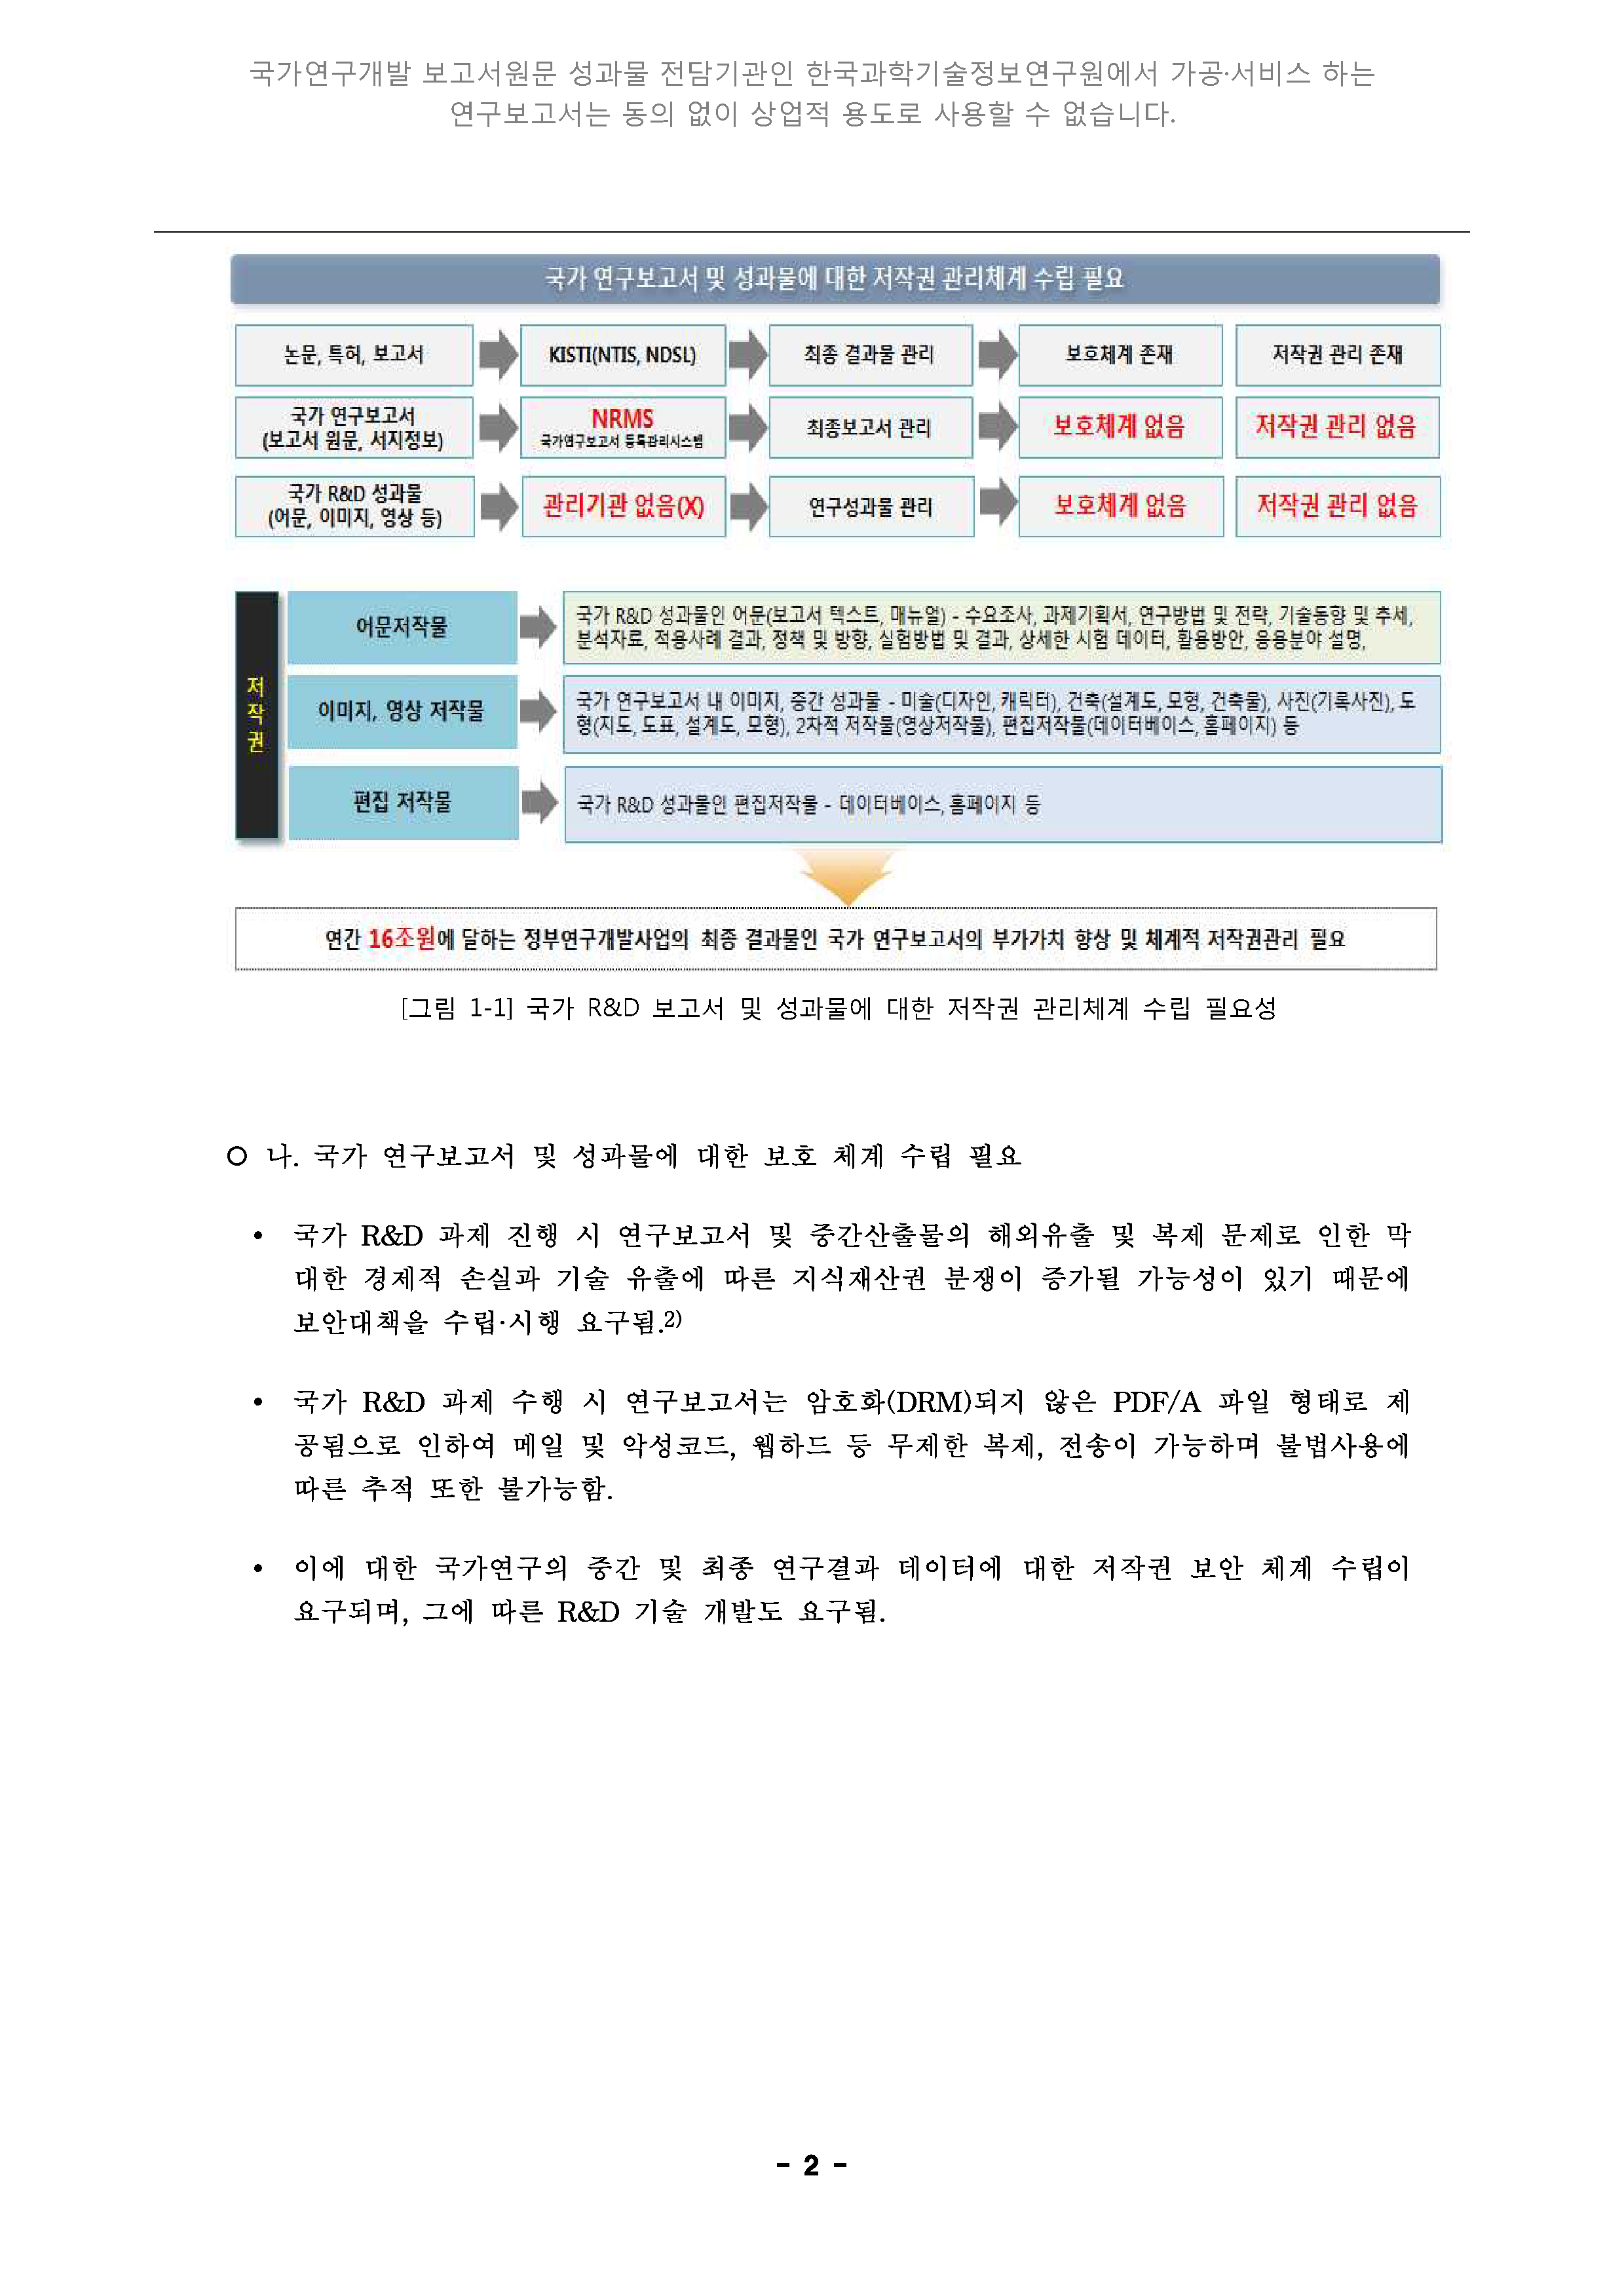 국가연구개발 보고서원문 성과물 전담기관인 한국과학기술정보연구원에서 가공·서비스 하는
연구보고서는 동의 없이 상업적 용도로 사용할 수 없습니다.
국가 연구보고서 및 성과물에 대한 저작권 관리체계 수립 필요
논문, 특허, 보고서
KISTI(NTIS, NDSL)
최종 결과물 관리
보호체계 존재
저작권 관리 존재
국가 연구보고서
(보고서 원문, 서지정보)
NRMS
국가연구보고서 등록관리시스템
최종보고서 관리
보호체계 없음
저작권 관리 없음
국가 R&D 성과물
(어문, 이미지, 영상 등)
관리기관 없음(X)
연구성과물 관리
보호체계 없음
저작권 관리 없음
저작권
어문저작물
국가 R&D 성과물인 어문(보고서 텍스트, 매뉴얼) - 수요조사, 과제기획서, 연구방법 및 전략, 기술동향 및 추세,
분석자료, 적용사례 결과, 정책 및 방향, 실험방법 및 결과, 상세한 시험 데이터, 활용방안, 응용분야 설명,
이미지, 영상 저작물
국가 연구보고서 내 이미지, 중간 성과물 - 미술(디자인, 캐릭터), 건축(설계도, 모형, 건축물), 사진(기록사진), 도
형(지도, 도표, 설계도, 모형), 2차적 저작물(영상저작물), 편집저작물(데이터베이스, 홈페이지) 등
편집 저작물
국가 R&D 성과물인 편집저작물 - 데이터베이스, 홈페이지 등
연간 16조원에 달하는 정부연구개발사업의 최종 결과물인 국가 연구보고서의 부가가치 향상 및 체계적 저작권관리 필요
[그림 1-1] 국가 R&D 보고서 및 성과물에 대한 저작권 관리체계 수립 필요성
○ 나. 국가 연구보고서 및 성과물에 대한 보호 체계 수립 필요
• 국가 R&D 과제 진행 시 연구보고서 및 중간산출물의 해외유출 및 복제 문제로 인한 막
대한 경제적 손실과 기술 유출에 따른 지식재산권 분쟁이 증가될 가능성이 있기 때문에
보안대책을 수립·시행 요구됨.2)
• 국가 R&D 과제 수행 시 연구보고서는 암호화(DRM)되지 않은 PDF/A 파일 형태로 제
공됨으로 인하여 메일 및 악성코드, 웹하드 등 무제한 복제, 전송이 가능하며 불법사용에
따른 추적 또한 불가능함.
• 이에 대한 국가연구의 중간 및 최종 연구결과 데이터에 대한 저작권 보안 체계 수립이
요구되며, 그에 따른 R&D 기술 개발도 요구됨.
- 2 -